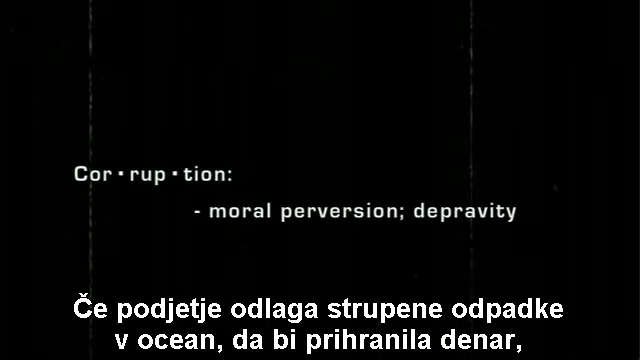 Cor·rup·tion:
- moral perversion; depravity
Če podjetje odlaga strupene odpadke
v ocean, da bi prihranila denar,